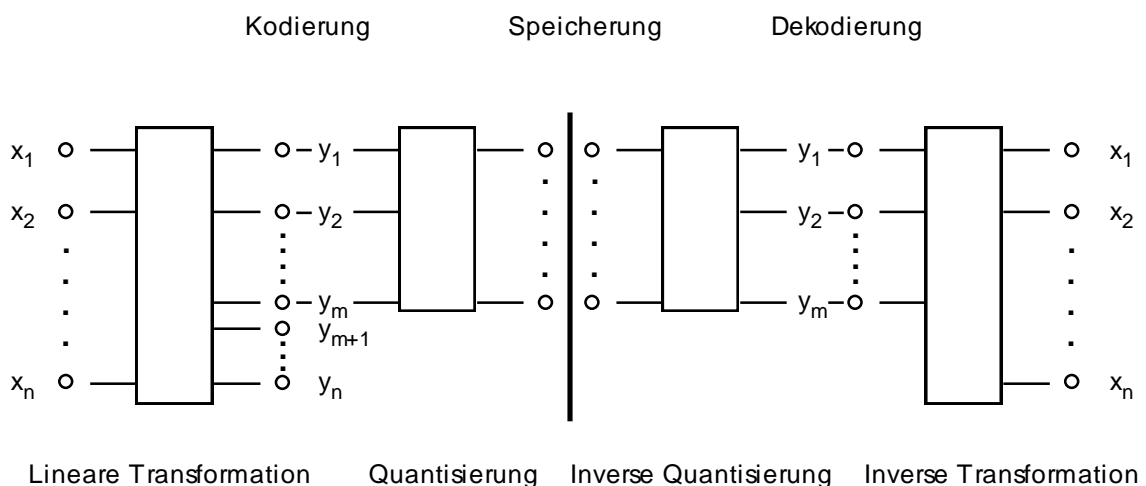 Kodierung Speicherung Dekodierung
x1 y1 y1 x1
x2 y2 y2 x2
ym ym
ym+1
xn yn xn
Lineare Transformation Quantisierung Inverse Quantisierung Inverse Transformation